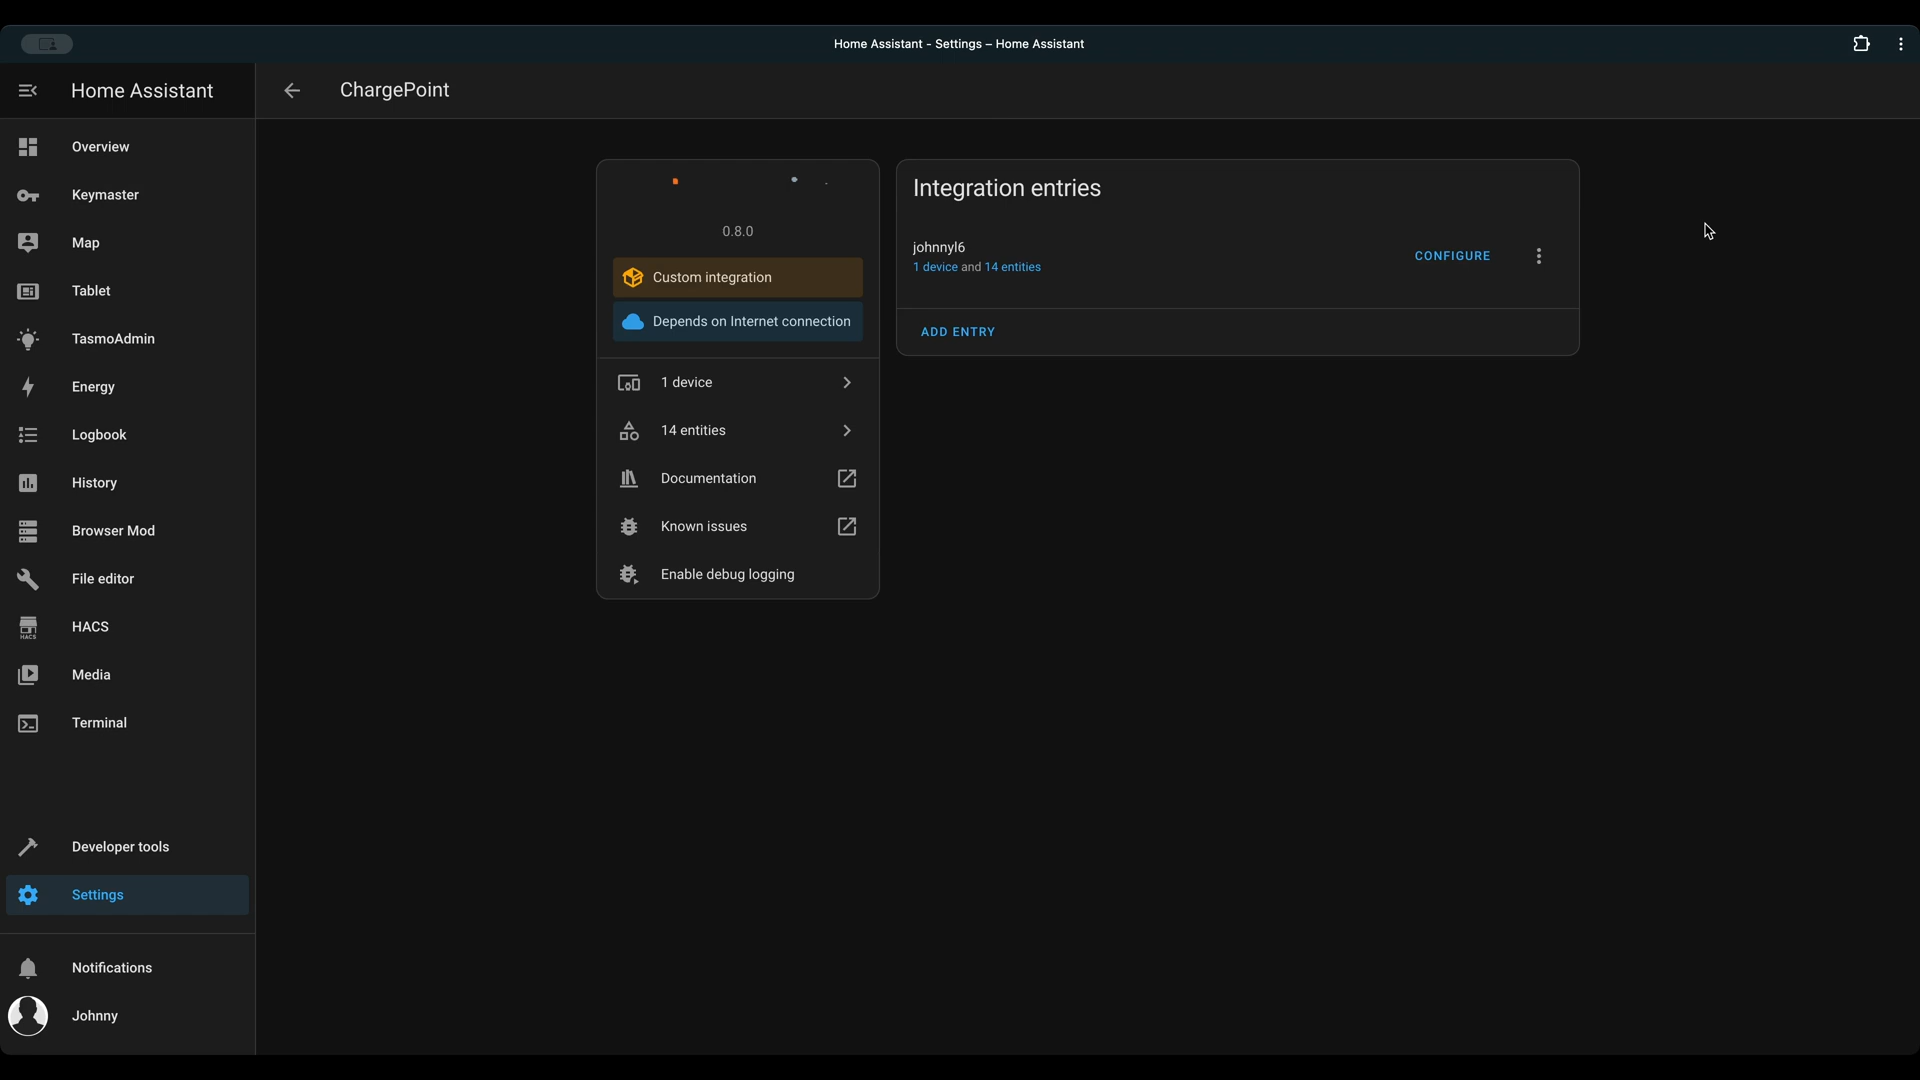 Home Assistant - Settings – Home Assistant
Home Assistant
ChargePoint
Overview
Keymaster
Map
Tablet
TasmoAdmin
Energy
Logbook
History
Browser Mod
File editor
HACS
HACS
Media
Terminal
Developer tools
Settings
Notifications
Johnny
0.8.0
Custom integration
Depends on Internet connection
1 device
14 entities
Documentation
Known issues
Enable debug logging
Integration entries
johnnyl6
1 device and 14 entities
CONFIGURE
ADD ENTRY